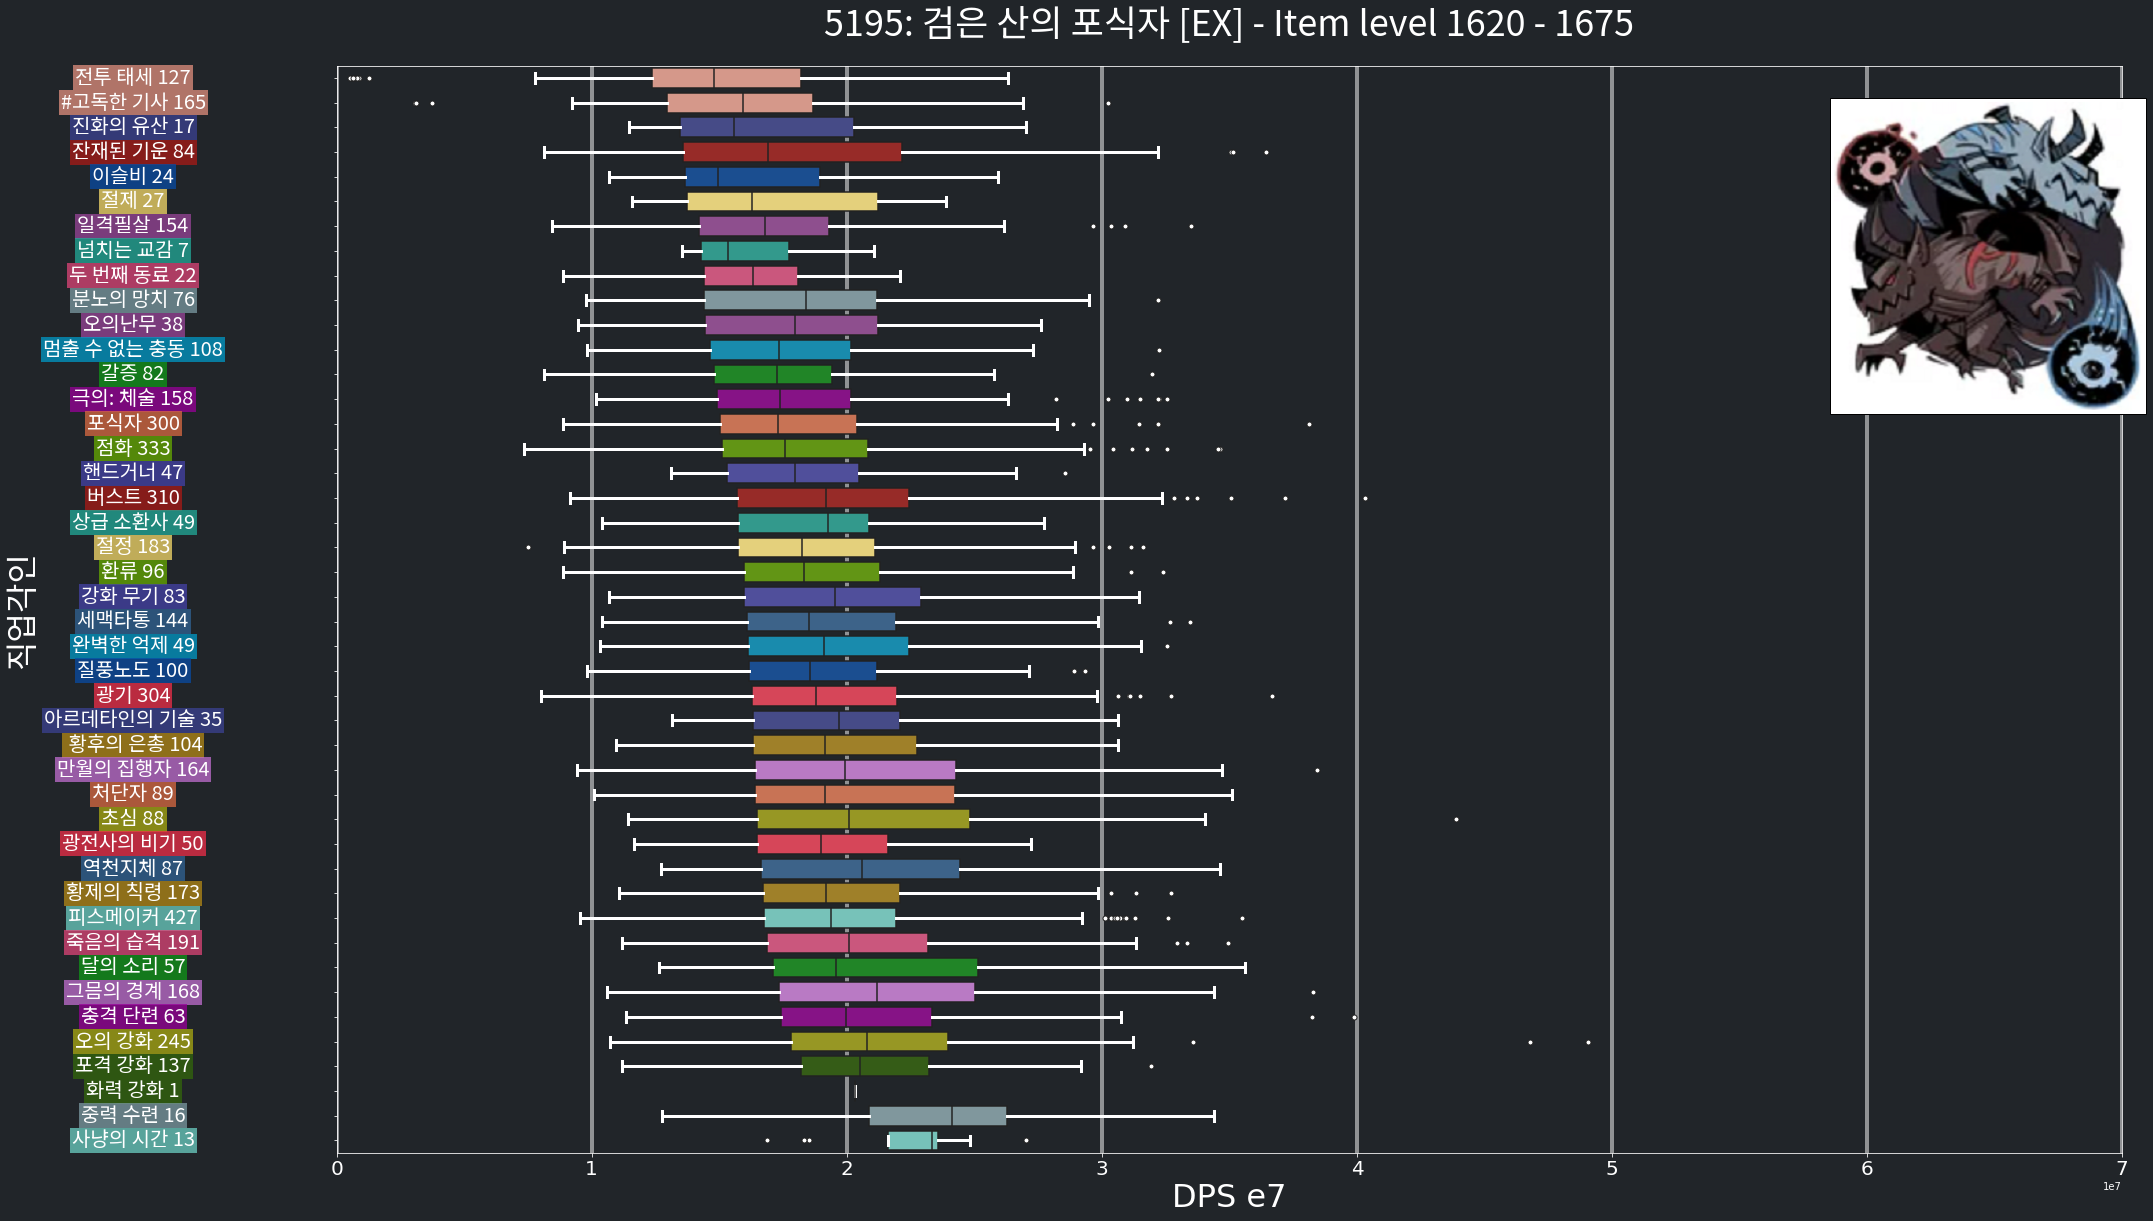 5195: 검은 산의 포식자 [EX] - Item level 1620 - 1675
직업각인
전투 태세 127
#고독한 기사 165
진화의 유산 17
잔재된 기운 84
이슬비 24
절제 27
일격필살 154
넘치는 교감 7
두 번째 동료 22
분노의 망치 76
오의난무 38
멈출 수 없는 충동 108
갈증 82
극의: 체술 158
포식자 300
점화 333
핸드거너 47
버스트 310
상급 소환사 49
절정 183
환류 96
강화 무기 83
세맥타통 144
완벽한 억제 49
질풍노도 100
광기 304
아르데타인의 기술 35
황후의 은총 104
만월의 집행자 164
처단자 89
초심 88
광전사의 비기 50
역천지체 87
황제의 칙령 173
피스메이커 427
죽음의 습격 191
달의 소리 57
그믐의 경계 168
충격 단련 63
오의 강화 245
포격 강화 137
화력 강화 1
중력 수련 16
사냥의 시간 13
0 1 2 3 4 5 6 7
1e7
DPS e7